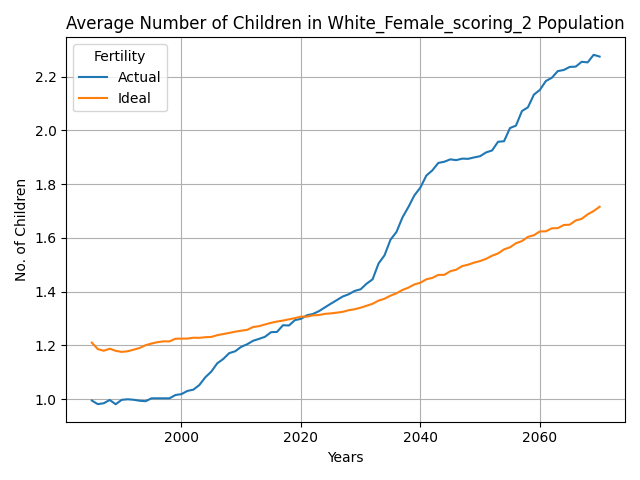 Average Number of Children in White_Female_scoring_2 Population
Fertility
Actual
Ideal
No. of Children
2.2
2.0
1.8
1.6
1.4
1.2
1.0
2000
2020
2040
2060
Years